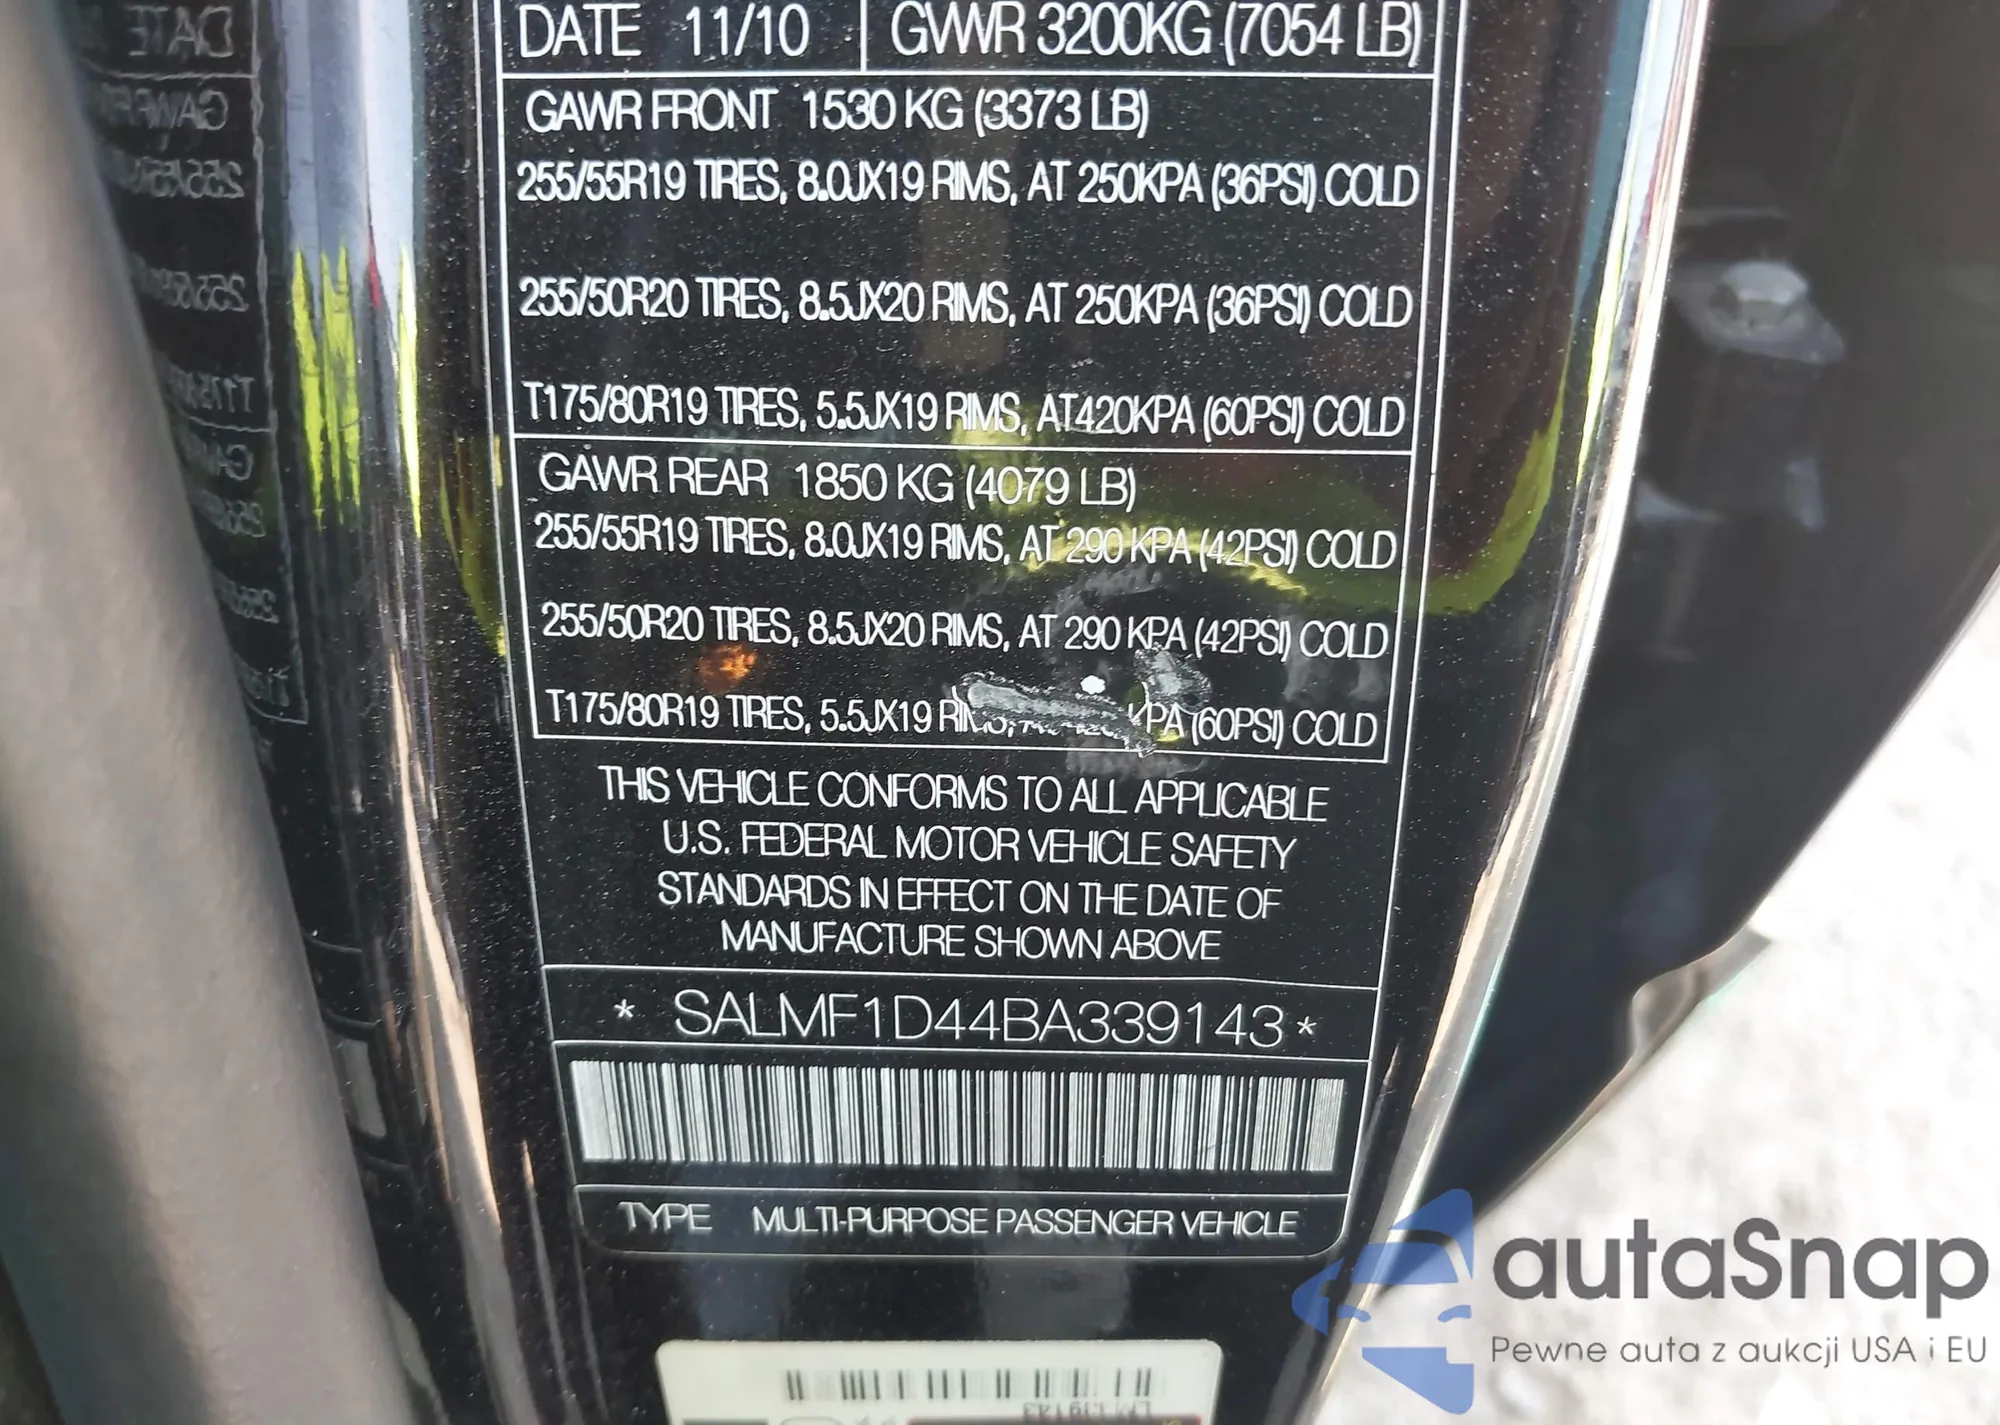 DATE 11/10 GVWR 3200KG (7054 LB)
GAWR FRONT 1530 KG (3373 LB)
255/55R19 TIRES, 8.0JX19 RIMS, AT 250KPA (36PSI) COLD
255/50R20 TIRES, 8.5JX20 RIMS, AT 250KPA (36PSI) COLD
T175/80R19 TIRES, 5.5JX19 RIMS, AT420KPA (60PSI) COLD
GAWR REAR 1850 KG (4079 LB)
255/55R19 TIRES, 8.0JX19 RIMS, AT 290 KPA (42PSI) COLD
255/50R20 TIRES, 8.5JX20 RIMS, AT 290 KPA (42PSI) COLD
T175/80R19 TIRES, 5.5JX19 KPA (60PSI) COLD
THIS VEHICLE CONFORMS TO ALL APPLICABLE
U.S. FEDERAL MOTOR VEHICLE SAFETY
STANDARDS IN EFFECT ON THE DATE OF
MANUFACTURE SHOWN ABOVE
* SALMF1D44BA339143 *
TYPE MULTI-PURPOSE PASSENGER VEHICLE
autaSnap
Pewne auta z aukcji USA i EU